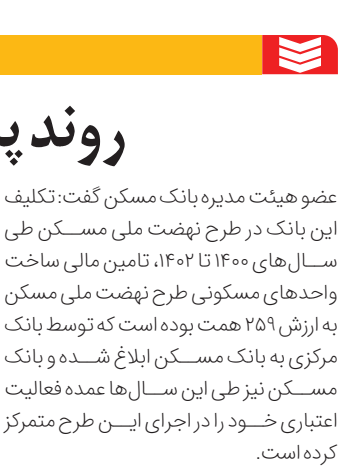 روند
عضو هیئت مدیره بانک مسکن گفت: تکلیف
این بانک در طرح نهضت ملی مسکن طی
سال‌های ۱۴۰۰ تا ۱۴۰۲، تامین مالی ساخت
واحدهای مسکونی طرح نهضت ملی مسکن
به ارزش ۲۵۹ همت بوده است که توسط بانک
مرکزی به بانک مسکن ابلاغ شده و بانک
مسکن نیز طی این سال‌ها عمده فعالیت
اعتباری خود را در اجرای این طرح متمرکز
کرده است.